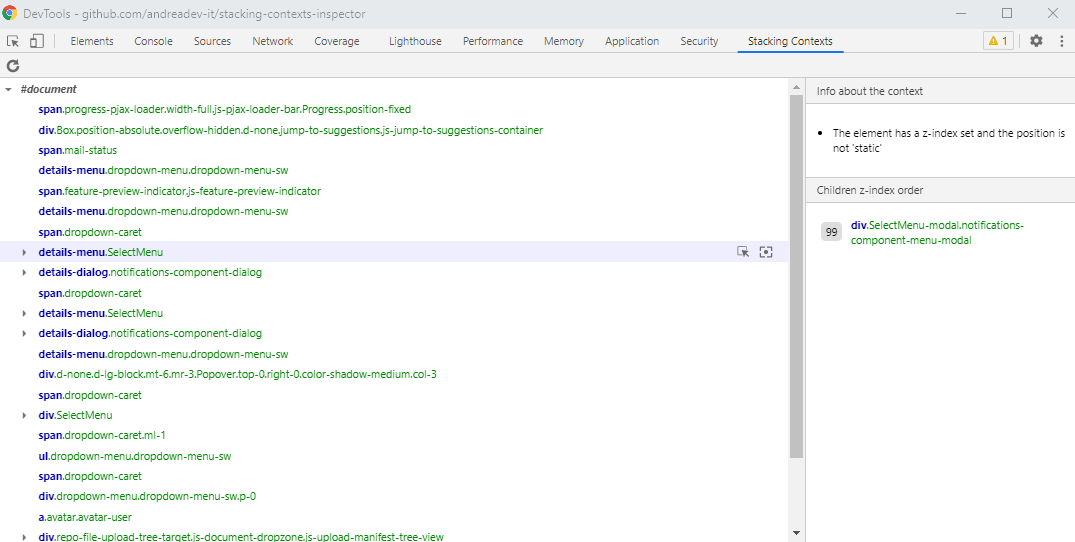 DevTools - github.com/andreadev-it/stacking-contexts-inspector
Elements Console Sources Network Coverage Lighthouse Performance Memory Application Security Stacking Contexts 1
#document
span.progress-pjax-loader.width-full.js-pjax-loader-bar.Progress.position-fixed
div.Box.position-absolute.overflow-hidden.d-none.jump-to-suggestions.js-jump-to-suggestions-container
span.mail-status
details-menu.dropdown-menu.dropdown-menu-sw
span.feature-preview-indicator.js-feature-preview-indicator
details-menu.dropdown-menu.dropdown-menu-sw
span.dropdown-caret
details-menu.SelectMenu
details-dialog.notifications-component-dialog
span.dropdown-caret
details-menu.SelectMenu
details-dialog.notifications-component-dialog
details-menu.dropdown-menu.dropdown-menu-sw
div.d-none.d-lg-block.mt-6.mr-3.Popover.top-0.right-0.color-shadow-medium.col-3
span.dropdown-caret
div.SelectMenu
span.dropdown-caret.ml-1
ul.dropdown-menu.dropdown-menu-sw
span.dropdown-caret
div.dropdown-menu.dropdown-menu-sw.p-0
a.avatar.avatar-user
div.repo-file-upload-tree-target.js-document-dropzone.js-upload-manifest-tree-view
Info about the context
• The element has a z-index set and the position is
not 'static'
Children z-index order
99 div.SelectMenu-modal.notifications-
component-menu-modal